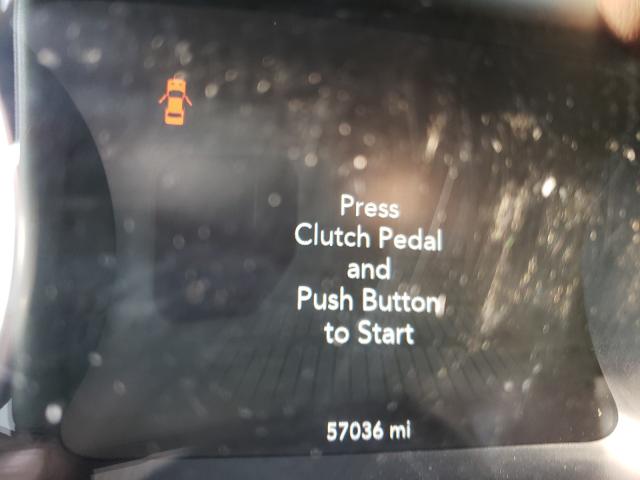 Press
Clutch Pedal
and
Push Button
to Start
57036 mi